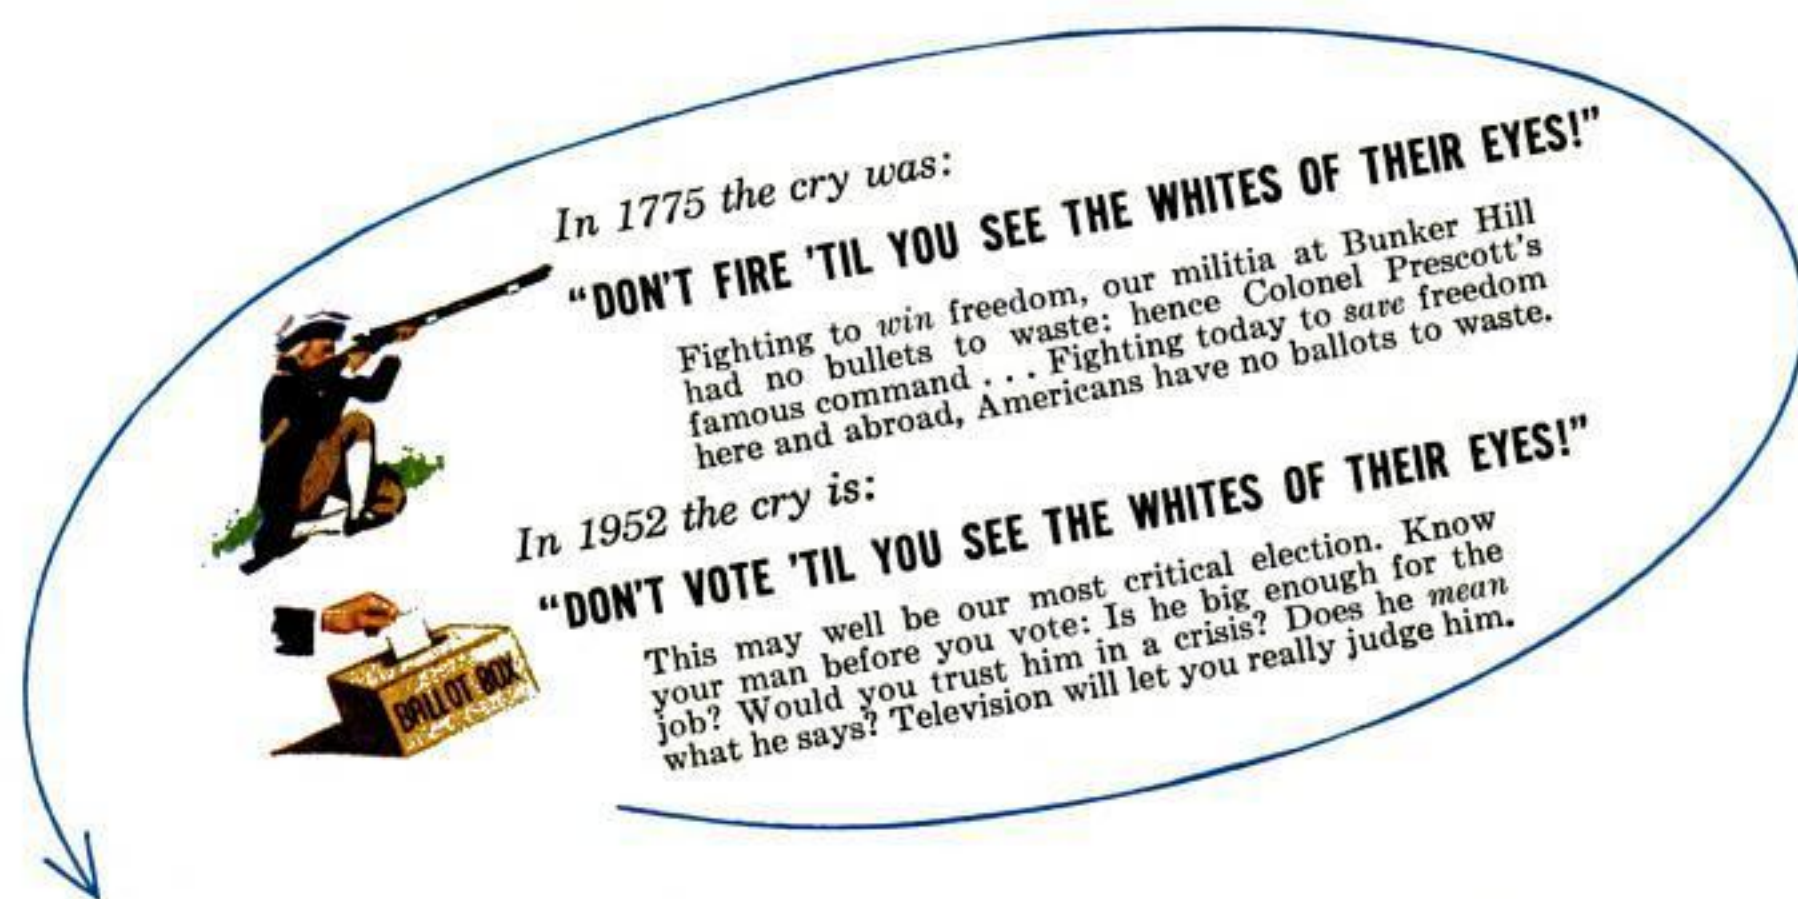 In 1775 the cry was:
“DON'T FIRE 'TIL YOU SEE THE WHITES OF THEIR EYES!”
Fighting to win freedom, our militia at Bunker Hill
had no bullets to waste: hence Colonel Prescott's
famous command . . . Fighting today to save freedom
here and abroad, Americans have no ballots to waste.
In 1952 the cry is:
“DON'T VOTE 'TIL YOU SEE THE WHITES OF THEIR EYES!”
This may well be our most critical election. Know
your man before you vote: Is he big enough for the
job? Would you trust him in a crisis? Does he mean
what he says? Television will let you really judge him.
BALLOT BOX